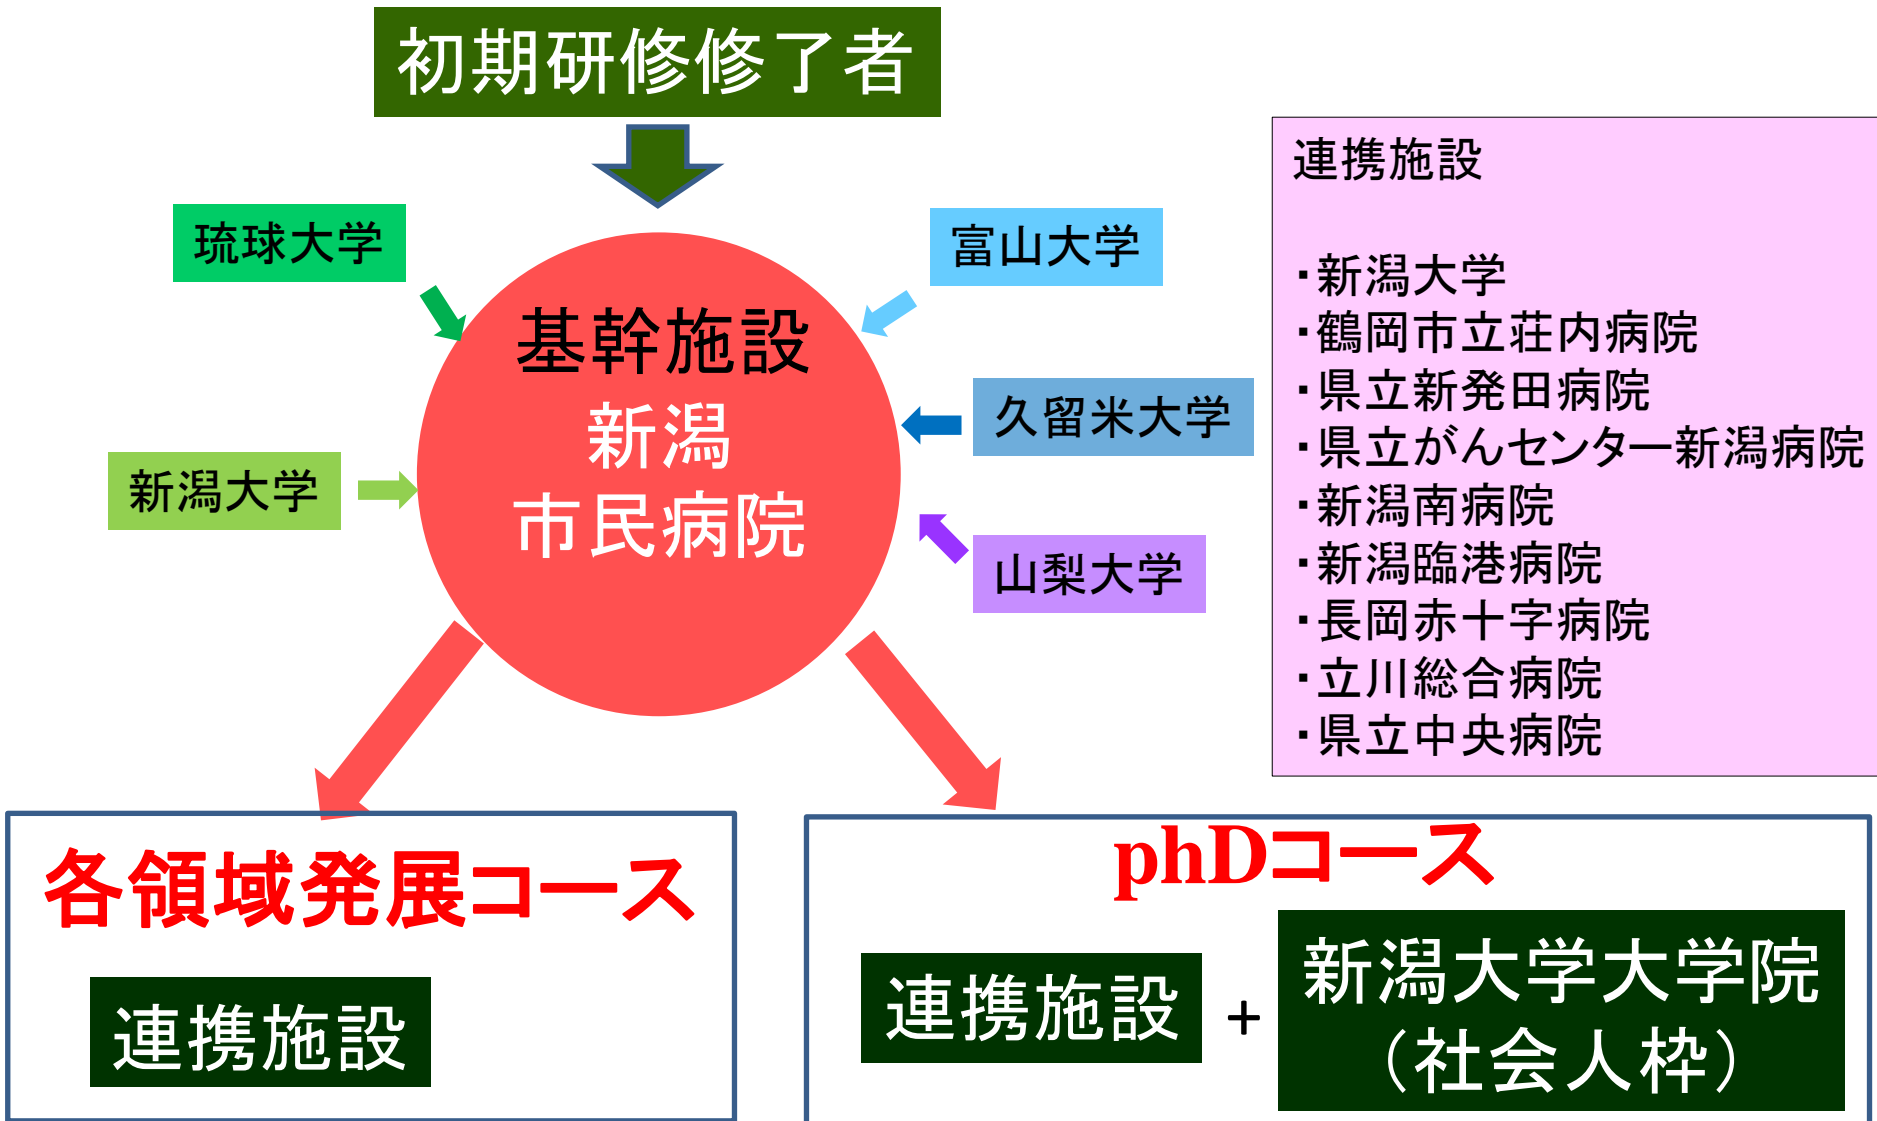 初期研修修了者
琉球大学
富山大学
基幹施設
新潟
市民病院
久留米大学
新潟大学
山梨大学
連携施設
・新潟大学
・鶴岡市立荘内病院
・県立新発田病院
・県立がんセンター新潟病院
・新潟南病院
・新潟臨港病院
・長岡赤十字病院
・立川総合病院
・県立中央病院
各領域発展コース
連携施設
phDコース
連携施設
+
新潟大学大学院
（社会人枠）